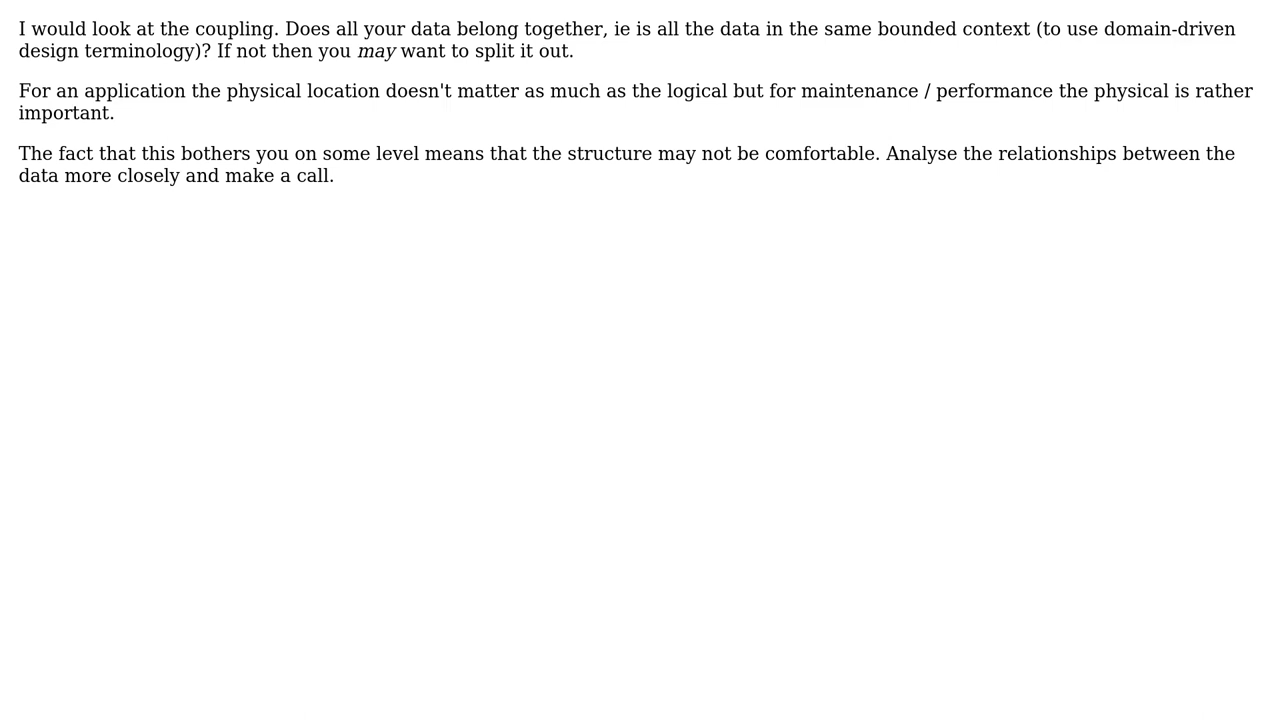 I would look at the coupling. Does all your data belong together, ie is all the data in the same bounded context (to use domain-driven
design terminology)? If not then you may want to split it out.
For an application the physical location doesn't matter as much as the logical but for maintenance / performance the physical is rather
important.
The fact that this bothers you on some level means that the structure may not be comfortable. Analyse the relationships between the
data more closely and make a call.